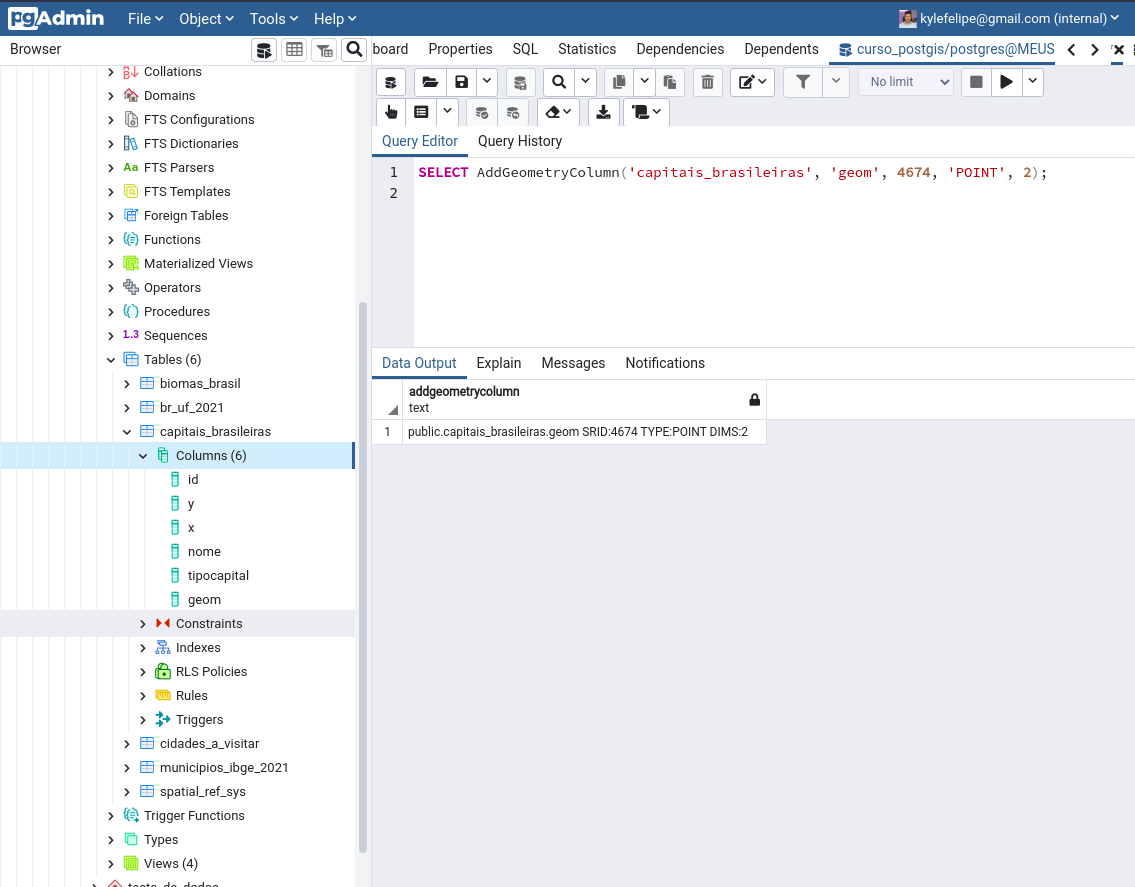 pgAdmin File Object Tools Help kylefelipe@gmail.com (internal)
Browser
board Properties SQL Statistics Dependencies Dependents curso_postgis/postgres@MEUS
No limit
Query Editor Query History
1 SELECT AddGeometryColumn('capitais_brasileiras', 'geom', 4674, 'POINT', 2);
2
Data Output Explain Messages Notifications
addgeometrycolumn
text
1 public.capitais_brasileiras.geom SRID:4674 TYPE:POINT DIMS:2
Collations
Domains
FTS Configurations
FTS Dictionaries
Aa FTS Parsers
FTS Templates
Foreign Tables
Functions
Materialized Views
Operators
Procedures
1..3 Sequences
Tables (6)
biomas_brasil
br_uf_2021
capitais_brasileiras
Columns (6)
id
y
x
nome
tipocapital
geom
Constraints
Indexes
RLS Policies
Rules
Triggers
cidades_a_visitar
municipios_ibge_2021
spatial_ref_sys
Trigger Functions
Types
Views (4)